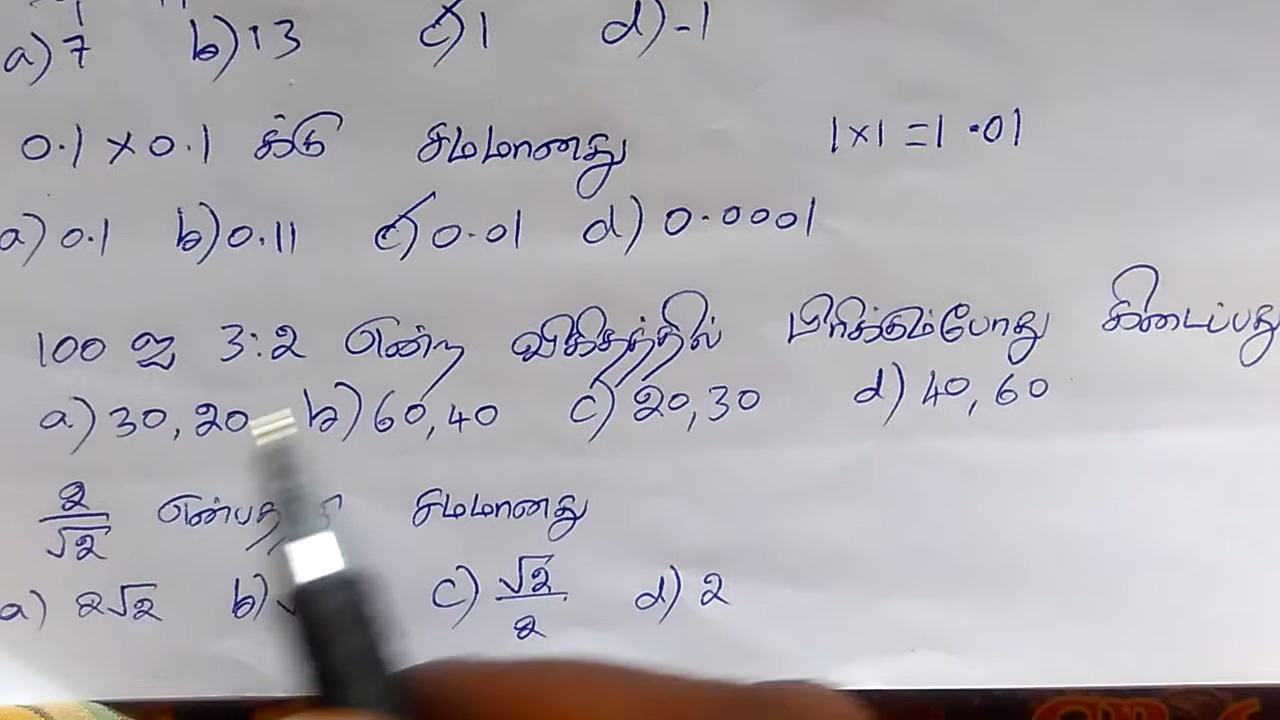 a) 7 b) 13 c) 1 d) -1
0.1 × 0.1 க்கு சமமானது 1×1 = 1 .01
a) 0.1 b) 0.11 c) 0.01 d) 0.0001
100 ஐ 3:2 என்ற விகிதத்தில் பிரிக்கும்போது கிடைப்பது
a) 30, 20 b) 60, 40 c) 20, 30 d) 40, 60
2/√2 சமமானது
a) 2√2 b) c) √2/2 d) 2